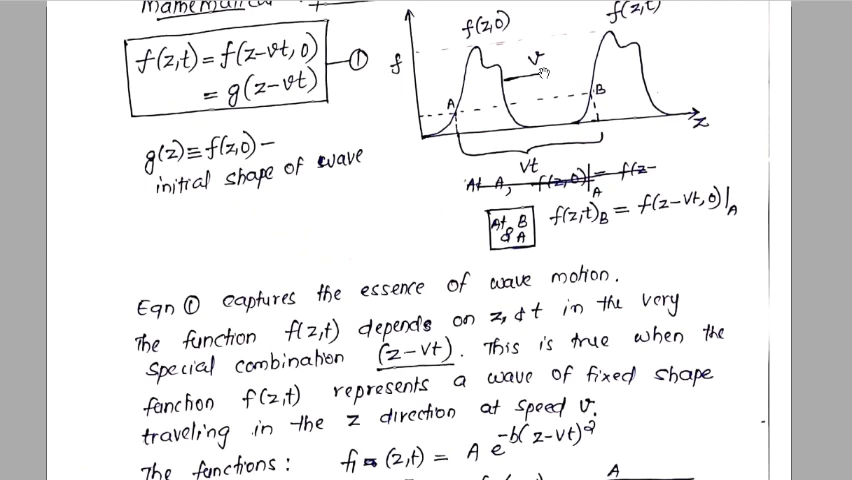 Mathematical
f(z,t) = f(z-vt, 0) — ①
= g(z-vt)
f(z,0)
f(z,t)
f
v
A
B
z
vt
g(z) ≡ f(z,0) –
initial shape of wave
At A, f(z,0)|A = f(z-
At B & A
f(z,t)B = f(z-vt,0)|A
Eqn ① captures the essence of wave motion.
The function f(z,t) depends on z, & t in the very
special combination (z-vt). This is true when the
function f(z,t) represents a wave of fixed shape
traveling in the z direction at speed v.
The functions: f1 = (z,t) = A e^-b(z-vt)^2
A